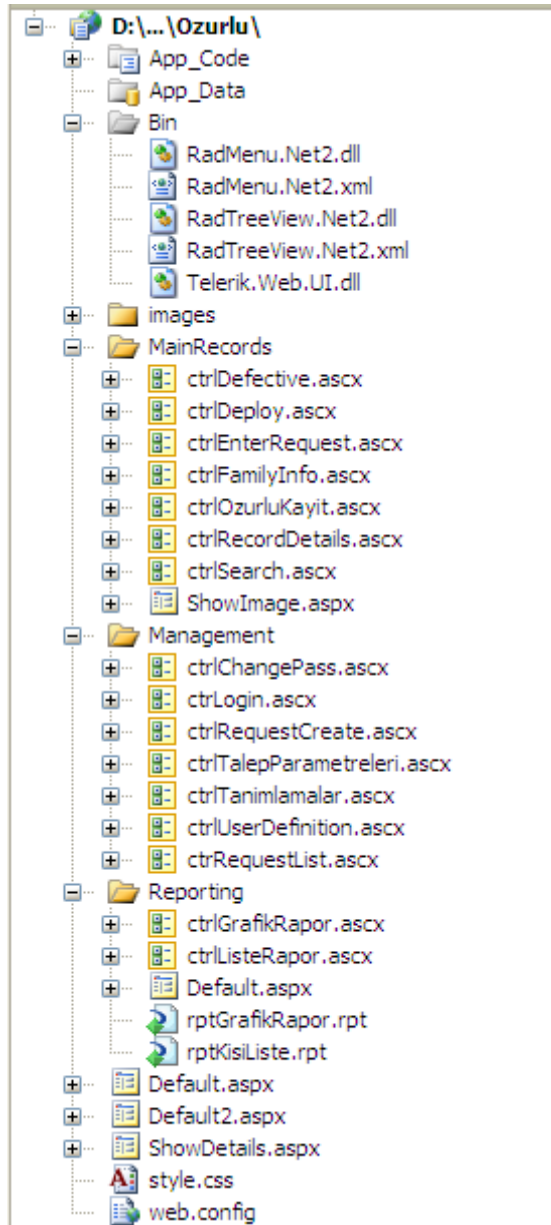 D:\...\Ozurlu\
App_Code
App_Data
Bin
RadMenu.Net2.dll
RadMenu.Net2.xml
RadTreeView.Net2.dll
RadTreeView.Net2.xml
Telerik.Web.UI.dll
images
MainRecords
ctrlDefective.ascx
ctrlDeploy.ascx
ctrlEnterRequest.ascx
ctrlFamilyInfo.ascx
ctrlOzurluKayit.ascx
ctrlRecordDetails.ascx
ctrlSearch.ascx
ShowImage.aspx
Management
ctrlChangePass.ascx
ctrLogin.ascx
ctrlRequestCreate.ascx
ctrlTalepParametreleri.ascx
ctrlTanimlamalar.ascx
ctrlUserDefinition.ascx
ctrRequestList.ascx
Reporting
ctrlGrafikRapor.ascx
ctrlListeRapor.ascx
Default.aspx
rptGrafikRapor.rpt
rptKisiListe.rpt
Default.aspx
Default2.aspx
ShowDetails.aspx
style.css
web.config